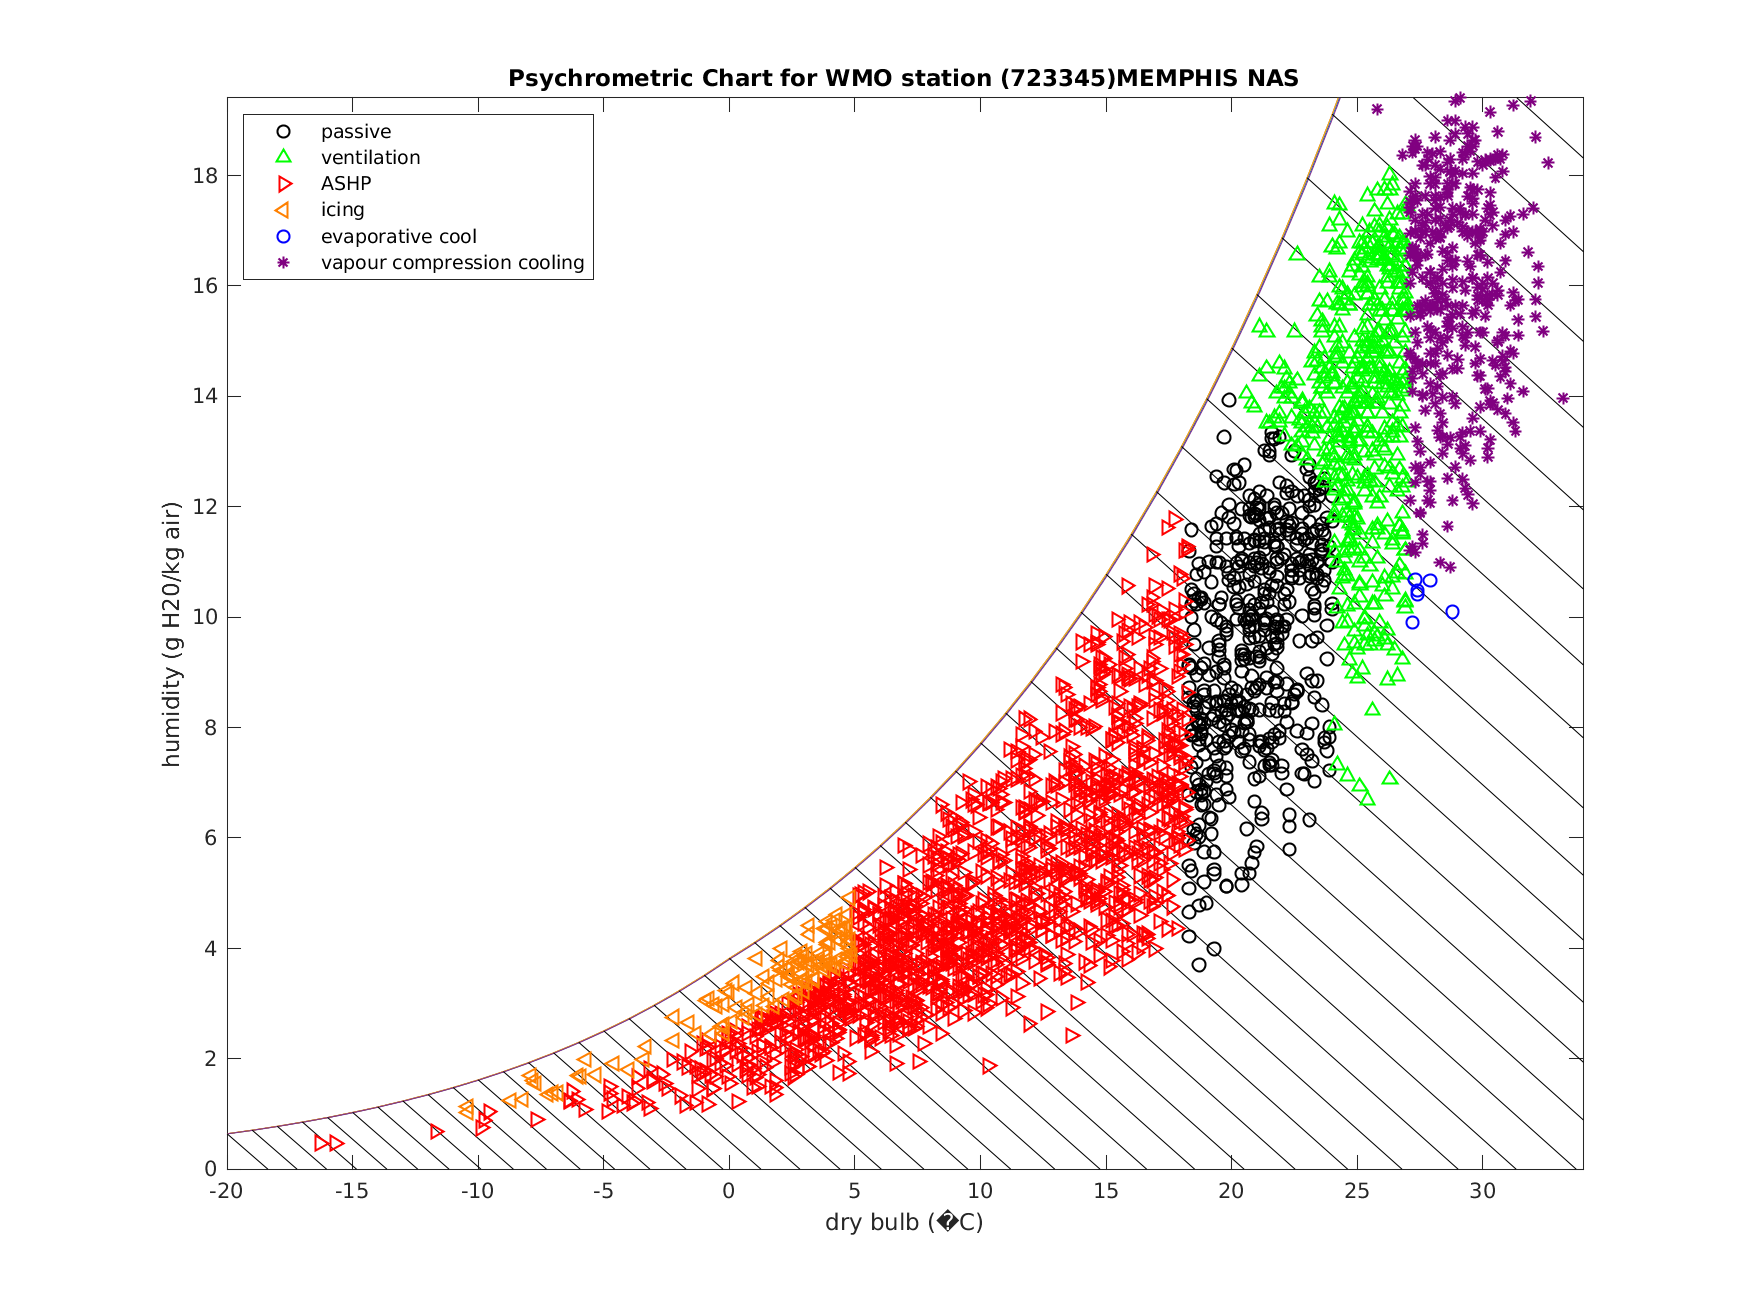 Psychrometric Chart for WMO station (723345)MEMPHIS NAS
passive
ventilation
ASHP
icing
evaporative cool
vapour compression cooling
humidity (g H20/kg air)
18
16
14
12
10
8
6
4
2
0
-20 -15 -10 -5 0 5 10 15 20 25 30
dry bulb (�C)